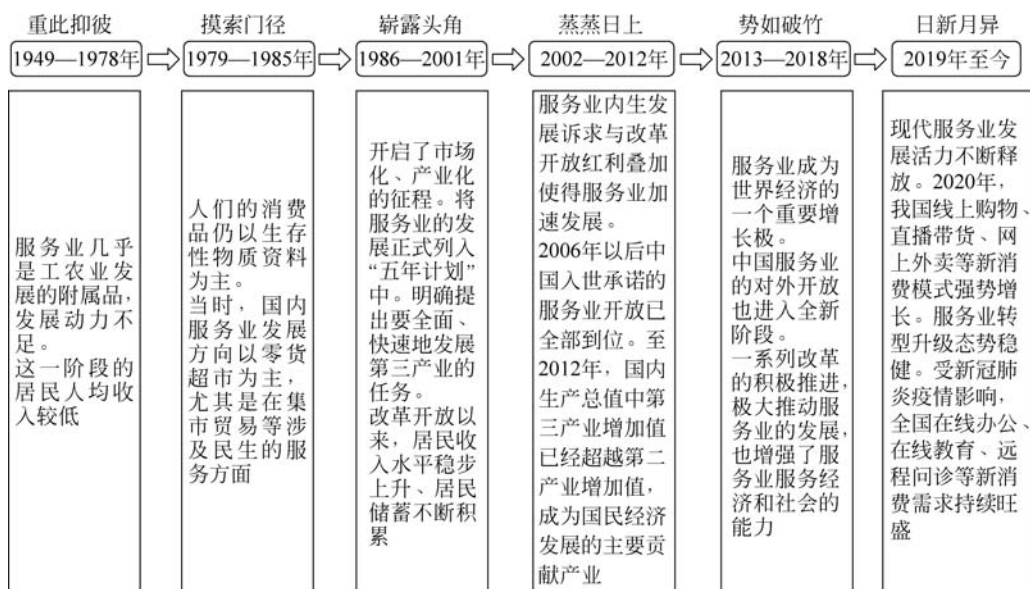 重此抑彼
摸索门径
崭露头角
蒸蒸日上
势如破竹
日新月异
1949—1978年
1979—1985年
1986—2001年
2002—2012年
2013—2018年
2019年至今
服务业几乎
是工农业发
展的附属品,
发展动力不
足。
这一阶段的
居民人均收
入较低
人们的消费
品仍以生存
性物质资料
为主。
当时，国内
服务业发展
方向以零货
超市为主，
尤其是在集
市贸易等涉
及民生的服
务方面
开启了市场
化、产业化
的征程。将
服务业的发
展正式列入
“五年计划”
中。明确提
出要全面、
快速地发展
第三产业的
任务。
改革开放以
来，居民收
入水平稳步
上升、居民
储蓄不断积
累
服务业内生发
展诉求与改革
开放红利叠加
使得服务业加
速发展。
2006年以后中
国入世承诺的
服务业开放已
全部到位。至
2012年，国内
生产总值中第
三产业增加值
已经超越第二
产业增加值，
成为国民经济
发展的主要贡
献产业
服务业成为
世界经济的
一个重要增
长极。
中国服务业
的对外开放
也进入全新
阶段。
一系列改革
的积极推进,
极大推动服
务业的发展,
也增强了服
务业服务经
济和社会的
能力
现代服务业发
展活力不断释
放。2020年，
我国线上购物、
直播带货、网
上外卖等新消
费模式强势增
长。服务业转
型升级态势稳
健。受新冠肺
炎疫情影响，
全国在线办公、
在线教育、远
程问诊等新消
费需求持续旺
盛